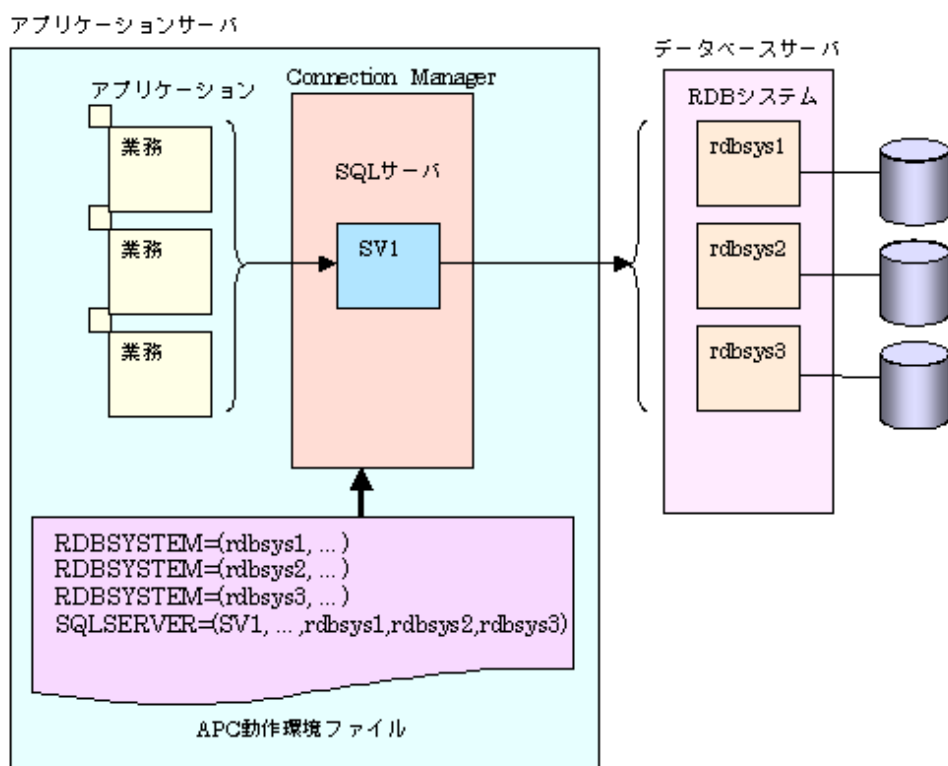 アプリケーションサーバ
アプリケーション
業務
業務
業務
Connection Manager
SQLサーバ
SV1
データベースサーバ
RDBシステム
rdbsys1
rdbsys2
rdbsys3
RDBSYSTEM=(rdbsys1, ...)
RDBSYSTEM=(rdbsys2, ...)
RDBSYSTEM=(rdbsys3, ...)
SQLSERVER=(SV1, ... ,rdbsys1,rdbsys2,rdbsys3)
APC動作環境ファイル